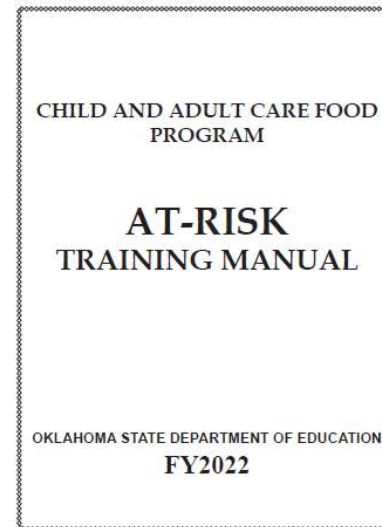 CHILD AND ADULT CARE FOOD
PROGRAM
AT-RISK
TRAINING MANUAL
OKLAHOMA STATE DEPARTMENT OF EDUCATION
FY2022